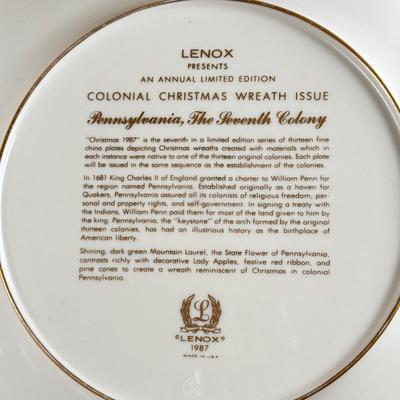 LENOX
PRESENTS
AN ANNUAL LIMITED EDITION
COLONIAL CHRISTMAS WREATH ISSUE
Pennsylvania, The Seventh Colony
"Christmas 1987" is the seventh in a limited edition series of thirteen fine
china plates depicting Christmas wreaths created with materials which in
each instance were native to one of the thirteen original colonies. Each plate
will be issued in the same sequence as the establishment of the colonies.
In 1681 King Charles II of England granted a charter to William Penn for
the region named Pennsylvania. Established originally as a haven for
Quakers, Pennsylvania assured all its colonists of religious freedom, per-
sonal and property rights, and self-government. In signing a treaty with
the Indians, William Penn paid them for most of the land given to him by
the king. Pennsylvania, the "keystone" of the arch formed by the original
thirteen colonies, has had an illustrious history as the birthplace of
American liberty.
Shining, dark green Mountain Laurel, the State Flower of Pennsylvania,
contrasts richly with decorative Lady Apples, festive red ribbon, and
pine cones to create a wreath reminiscent of Christmas in colonial
Pennsylvania.
L
©LENOX®
1987
MADE IN U.S.A.